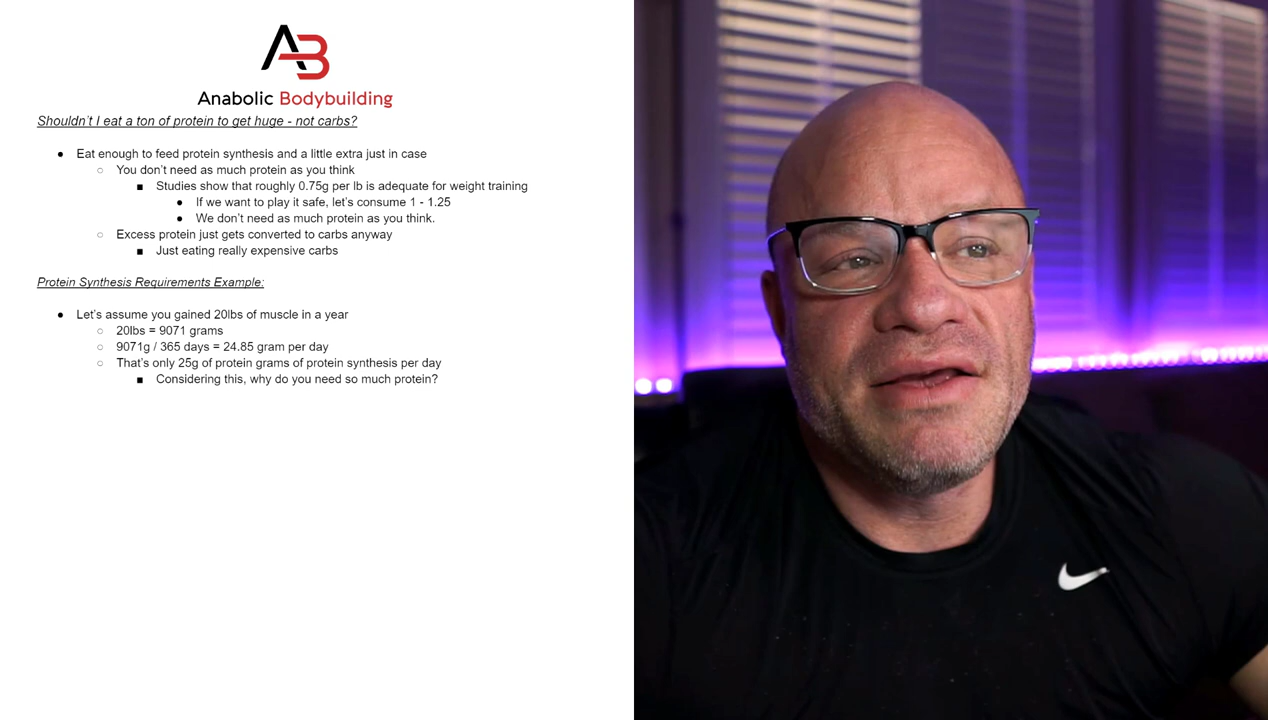 AB
Anabolic Bodybuilding
Shouldn't I eat a ton of protein to get huge - not carbs?
● Eat enough to feed protein synthesis and a little extra just in case
○ You don't need as much protein as you think
■ Studies show that roughly 0.75g per lb is adequate for weight training
● If we want to play it safe, let's consume 1 - 1.25
● We don't need as much protein as you think.
○ Excess protein just gets converted to carbs anyway
■ Just eating really expensive carbs
Protein Synthesis Requirements Example:
● Let's assume you gained 20lbs of muscle in a year
○ 20lbs = 9071 grams
○ 9071g / 365 days = 24.85 gram per day
○ That's only 25g of protein grams of protein synthesis per day
■ Considering this, why do you need so much protein?